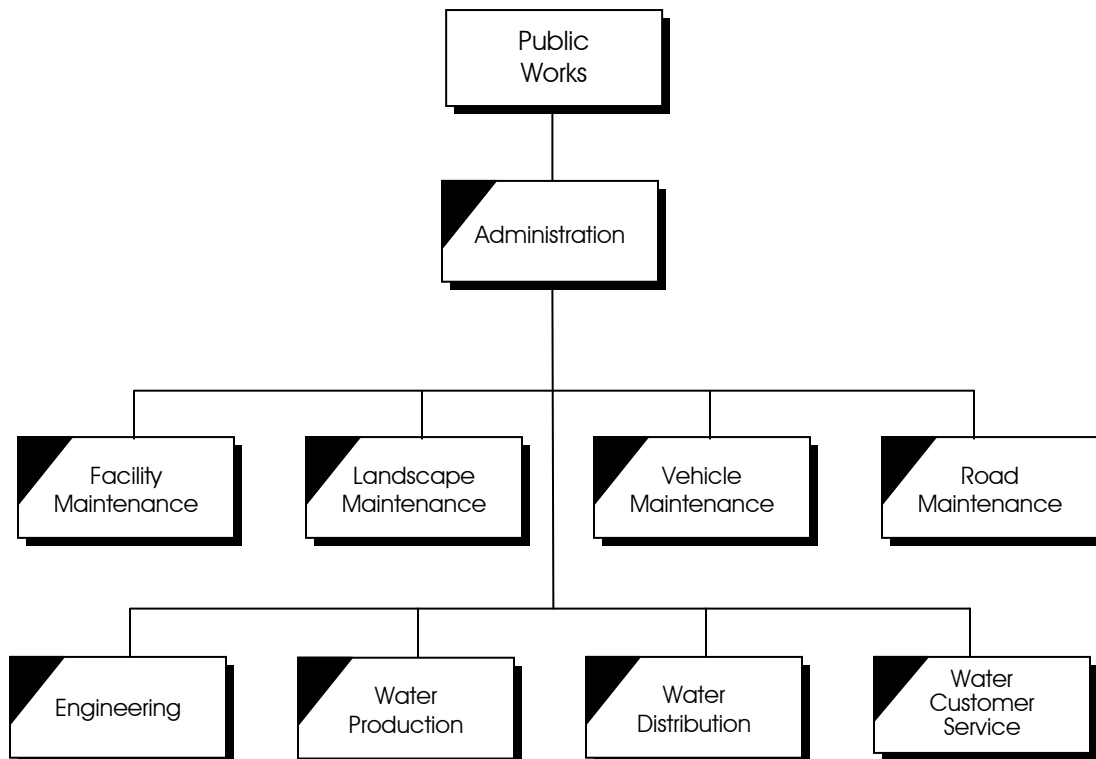 Public
Works
Administration
Facility
Maintenance
Landscape
Maintenance
Vehicle
Maintenance
Road
Maintenance
Engineering
Water
Production
Water
Distribution
Water
Customer
Service